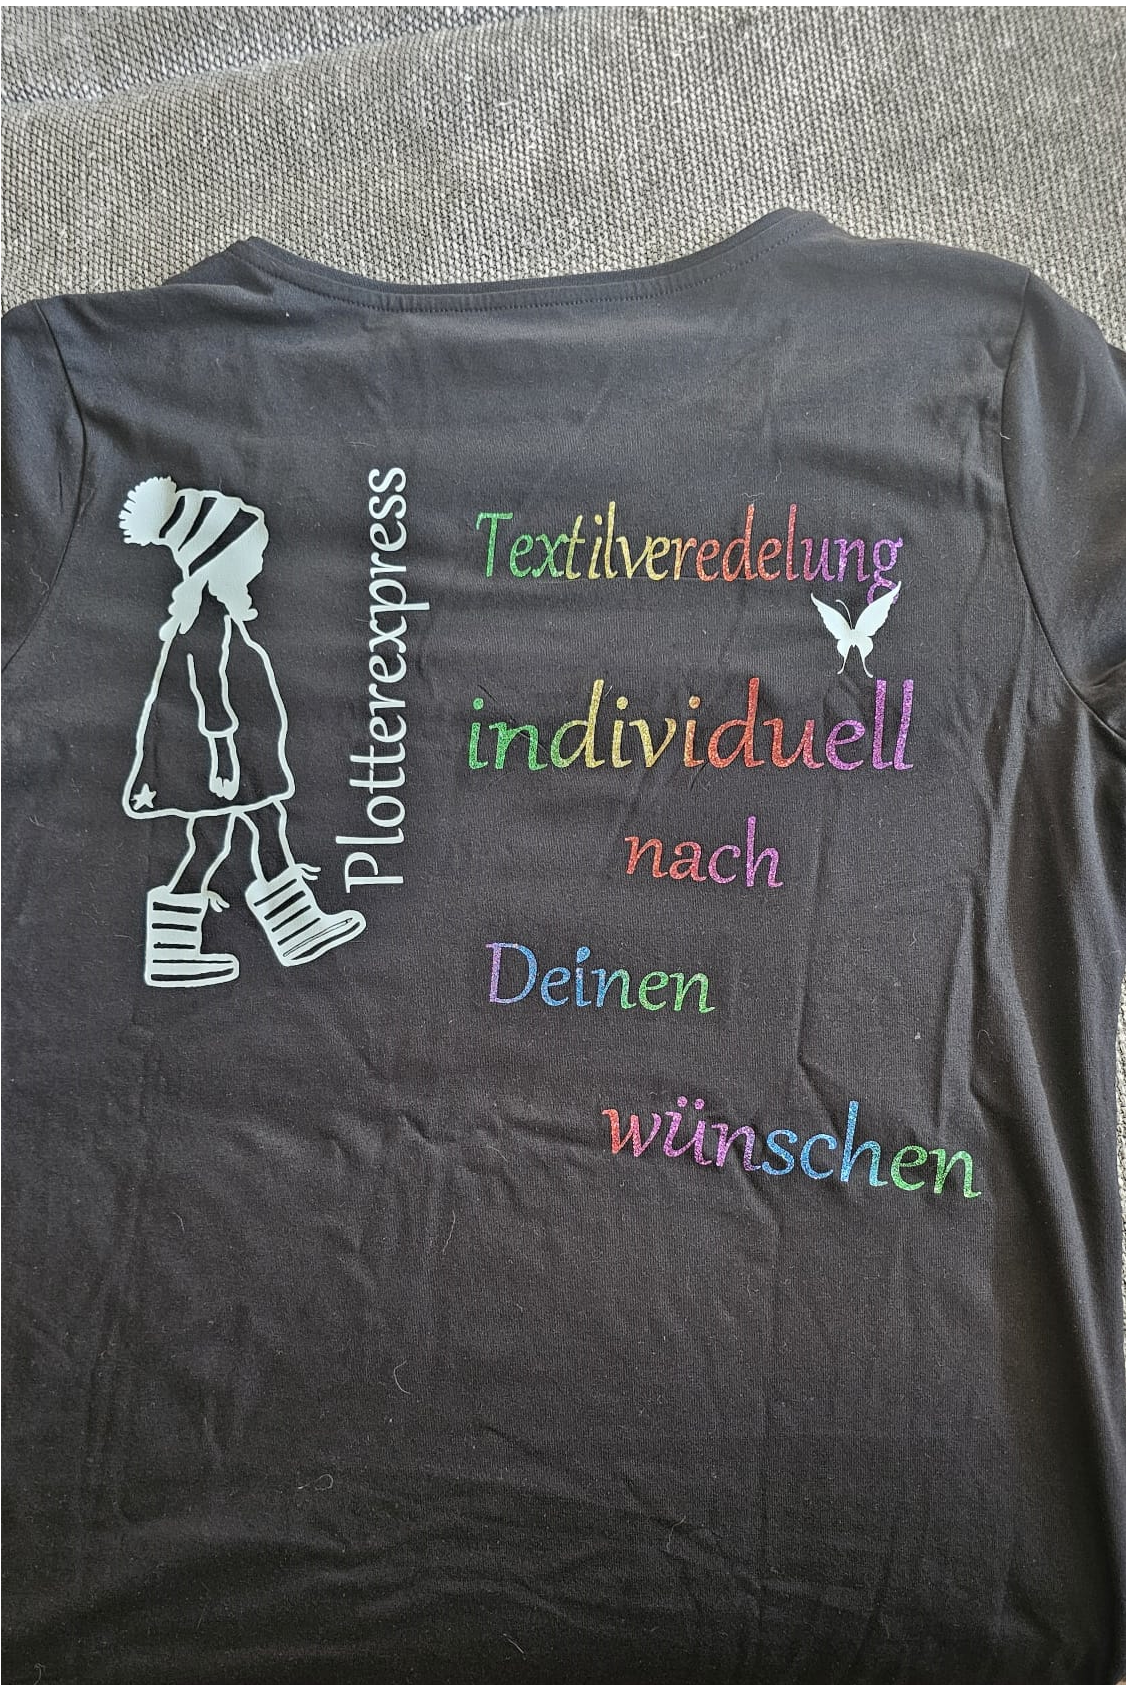 Plotterexpress
Textilveredelung
individuell
nach
Deinen
wünschen